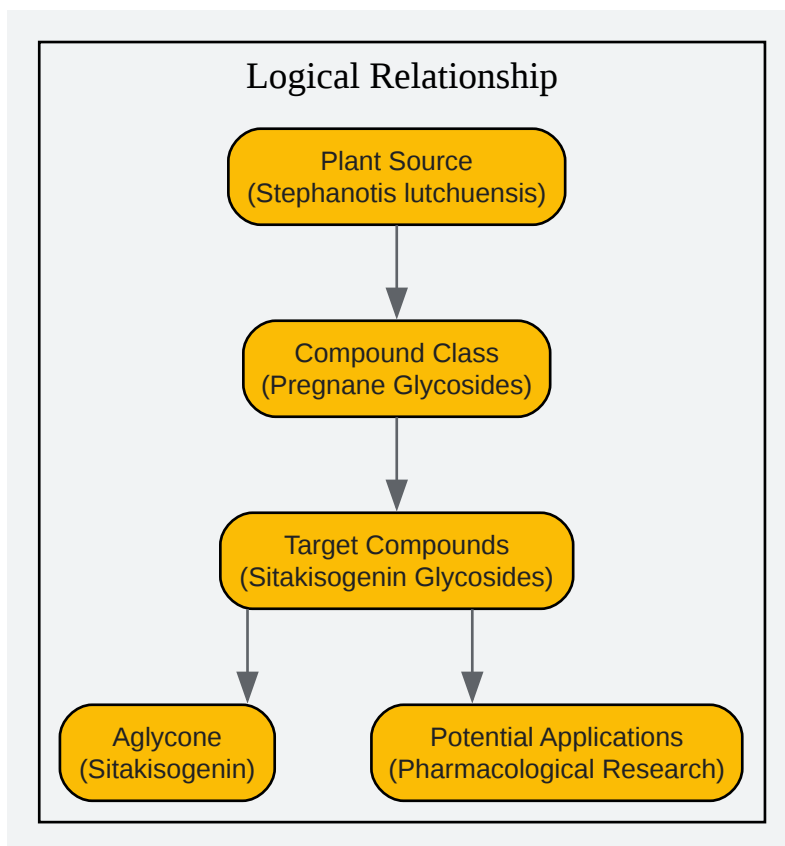 Logical Relationship
Plant Source
(Stephanotis lutchuensis)
Compound Class
(Pregnane Glycosides)
Target Compounds
(Sitakisogenin Glycosides)
Aglycone
(Sitakisogenin)
Potential Applications
(Pharmacological Research)